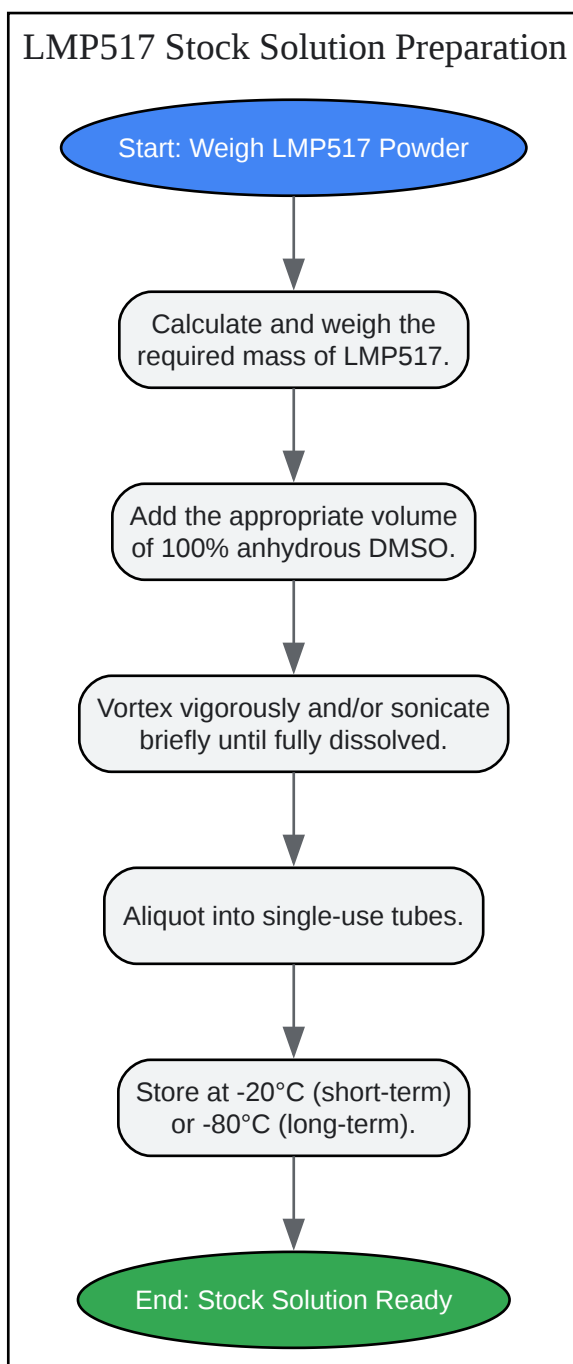 LMP517 Stock Solution Preparation
Start: Weigh LMP517 Powder
Calculate and weigh the
required mass of LMP517.
Add the appropriate volume
of 100% anhydrous DMSO.
Vortex vigorously and/or sonicate
briefly until fully dissolved.
Aliquot into single-use tubes.
Store at -20°C (short-term)
or -80°C (long-term).
End: Stock Solution Ready